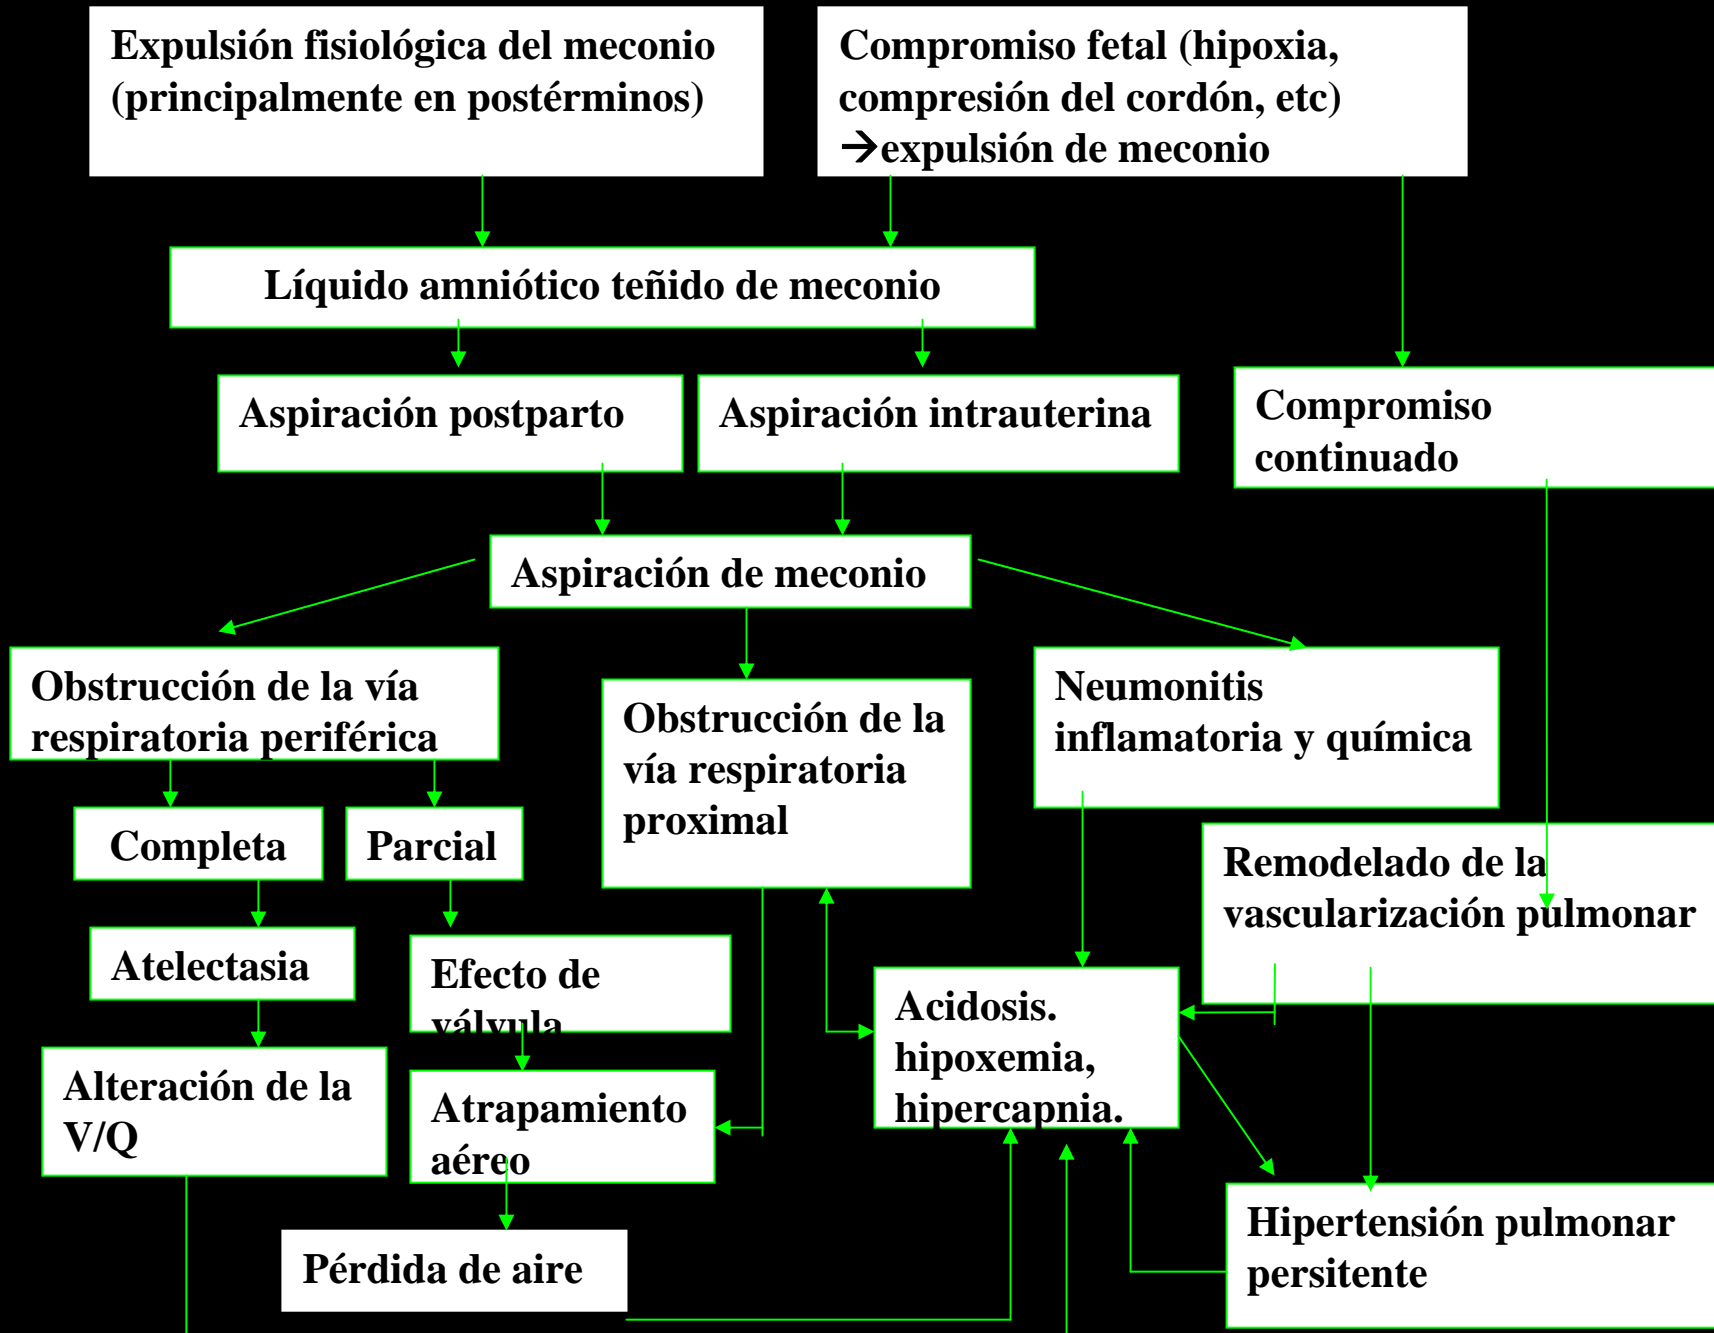 Expulsión fisiológica del meconio
(principalmente en postérminos)
Compromiso fetal (hipoxia,
compresión del cordón, etc)
→expulsión de meconio
Líquido amniótico teñido de meconio
Aspiración postparto
Aspiración intrauterina
Compromiso
continuado
Aspiración de meconio
Obstrucción de la vía
respiratoria periférica
Obstrucción de la
vía respiratoria
proximal
Neumonitis
inflamatoria y química
Completa
Parcial
Remodelado de la
vascularización pulmonar
Atelectasia
Efecto de
válvula
Acidosis.
hipoxemia,
hipercapnia.
Alteración de la
V/Q
Atrapamiento
aéreo
Hipertensión pulmonar
persitente
Pérdida de aire